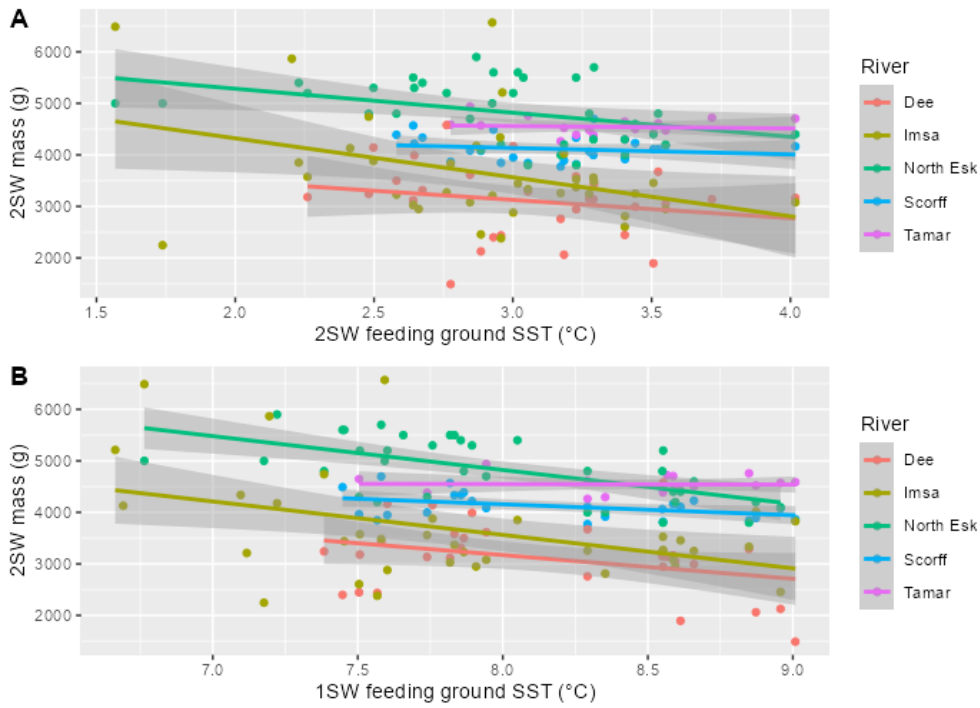 A
2SW mass (g)
6000
5000
4000
3000
2000
1.5 2.0 2.5 3.0 3.5 4.0
2SW feeding ground SST (°C)
River
Dee
Imsa
North Esk
Scorff
Tamar
B
2SW mass (g)
6000
5000
4000
3000
2000
7.0 7.5 8.0 8.5 9.0
1SW feeding ground SST (°C)
River
Dee
Imsa
North Esk
Scorff
Tamar